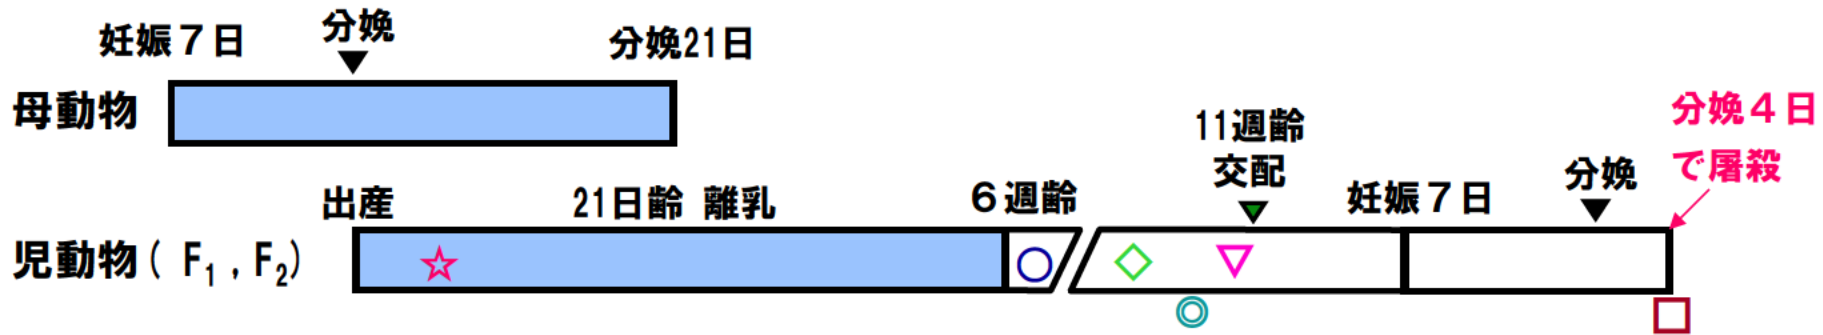 妊娠７日
分娩
分娩21日
母動物
11週齢
交配
分娩４日
で屠殺
出産
21日齢 離乳
６週齢
妊娠７日
分娩
児動物( F₁ , F₂)